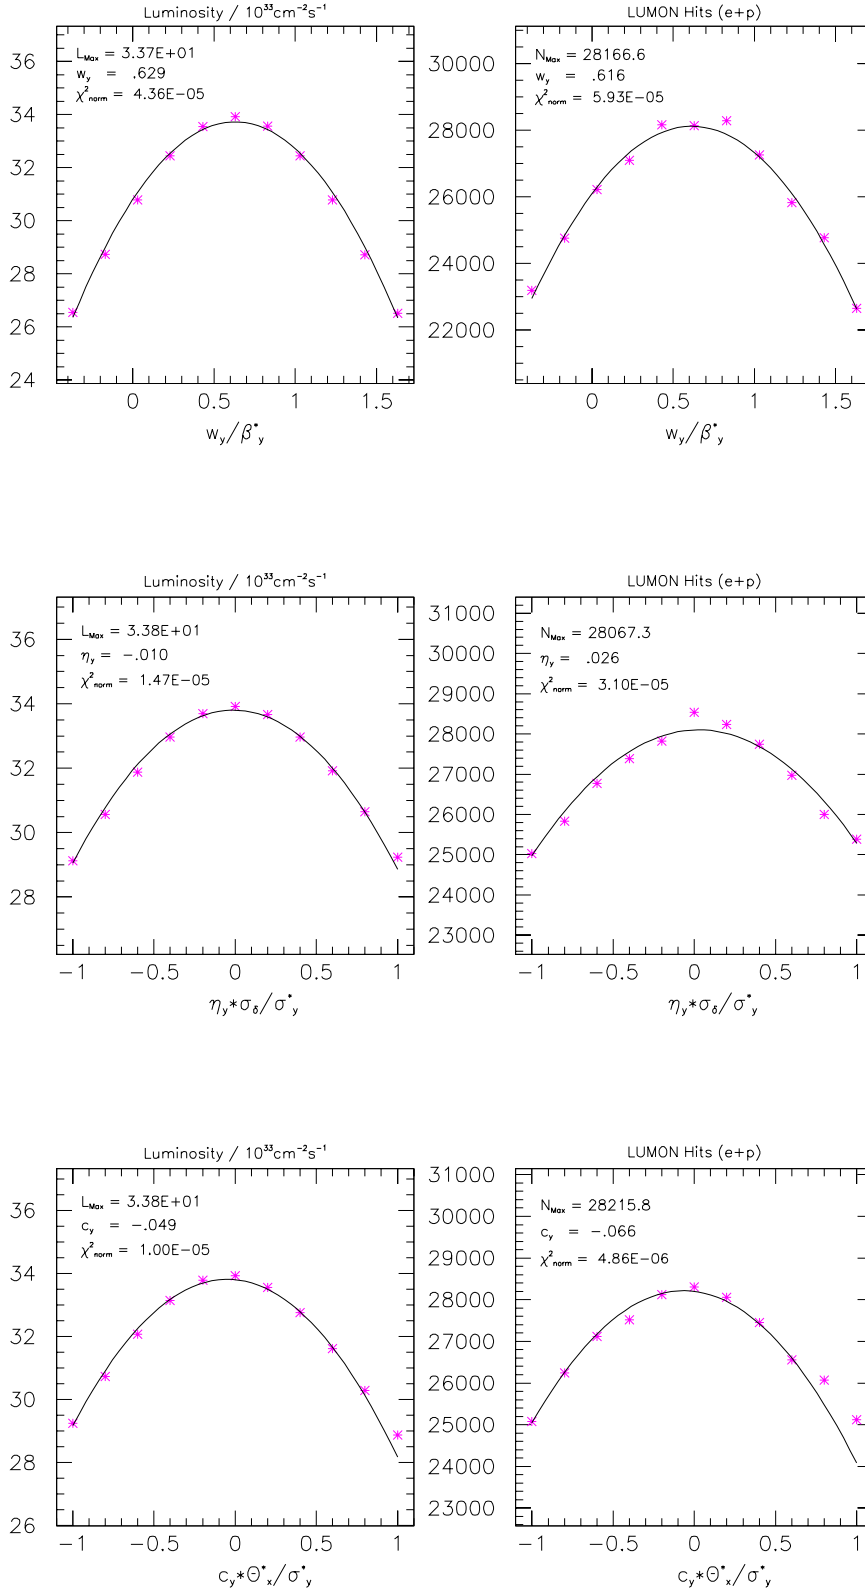 Luminosity / 10³³cm⁻²s⁻¹
L_Max = 3.37E+01
w_y = .629
χ²_norm = 4.36E-05
36
34
32
30
28
26
24
0 0.5 1 1.5
w_y/β*_y
LUMON Hits (e+p)
N_Max = 28166.6
w_y = .616
χ²_norm = 5.93E-05
30000
28000
26000
24000
22000
0 0.5 1 1.5
w_y/β*_y
Luminosity / 10³³cm⁻²s⁻¹
L_Max = 3.38E+01
η_y = -.010
χ²_norm = 1.47E-05
36
34
32
30
28
-1 -0.5 0 0.5 1
η_y*σ_δ/σ*_y
LUMON Hits (e+p)
N_Max = 28067.3
η_y = .026
χ²_norm = 3.10E-05
31000
30000
29000
28000
27000
26000
25000
24000
23000
-1 -0.5 0 0.5 1
η_y*σ_δ/σ*_y
Luminosity / 10³³cm⁻²s⁻¹
L_Max = 3.38E+01
c_y = -.049
χ²_norm = 1.00E-05
36
34
32
30
28
26
-1 -0.5 0 0.5 1
c_y*Θ*_x/σ*_y
LUMON Hits (e+p)
N_Max = 28215.8
c_y = -.066
χ²_norm = 4.86E-06
31000
30000
29000
28000
27000
26000
25000
24000
23000
-1 -0.5 0 0.5 1
c_y*Θ*_x/σ*_y